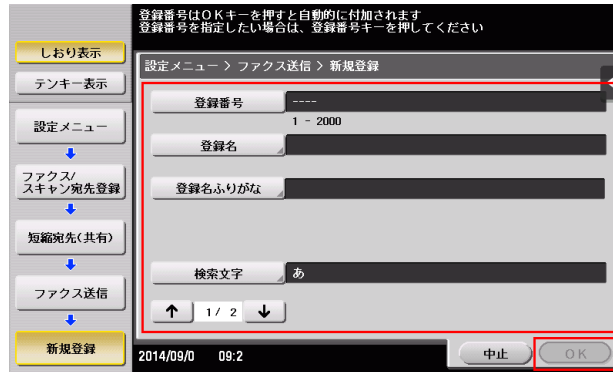 登録番号はOKキーを押すと自動的に付加されます
登録番号を指定したい場合は、登録番号キーを押してください
しおり表示
テンキー表示
設定メニュー
ファクス/
スキャン宛先登録
短縮宛先(共有)
ファクス送信
新規登録
設定メニュー > ファクス送信 > 新規登録
登録番号
----
1 - 2000
登録名
登録名ふりがな
検索文字
あ
↑ 1/ 2 ↓
2014/09/0 09:2
中止
OK